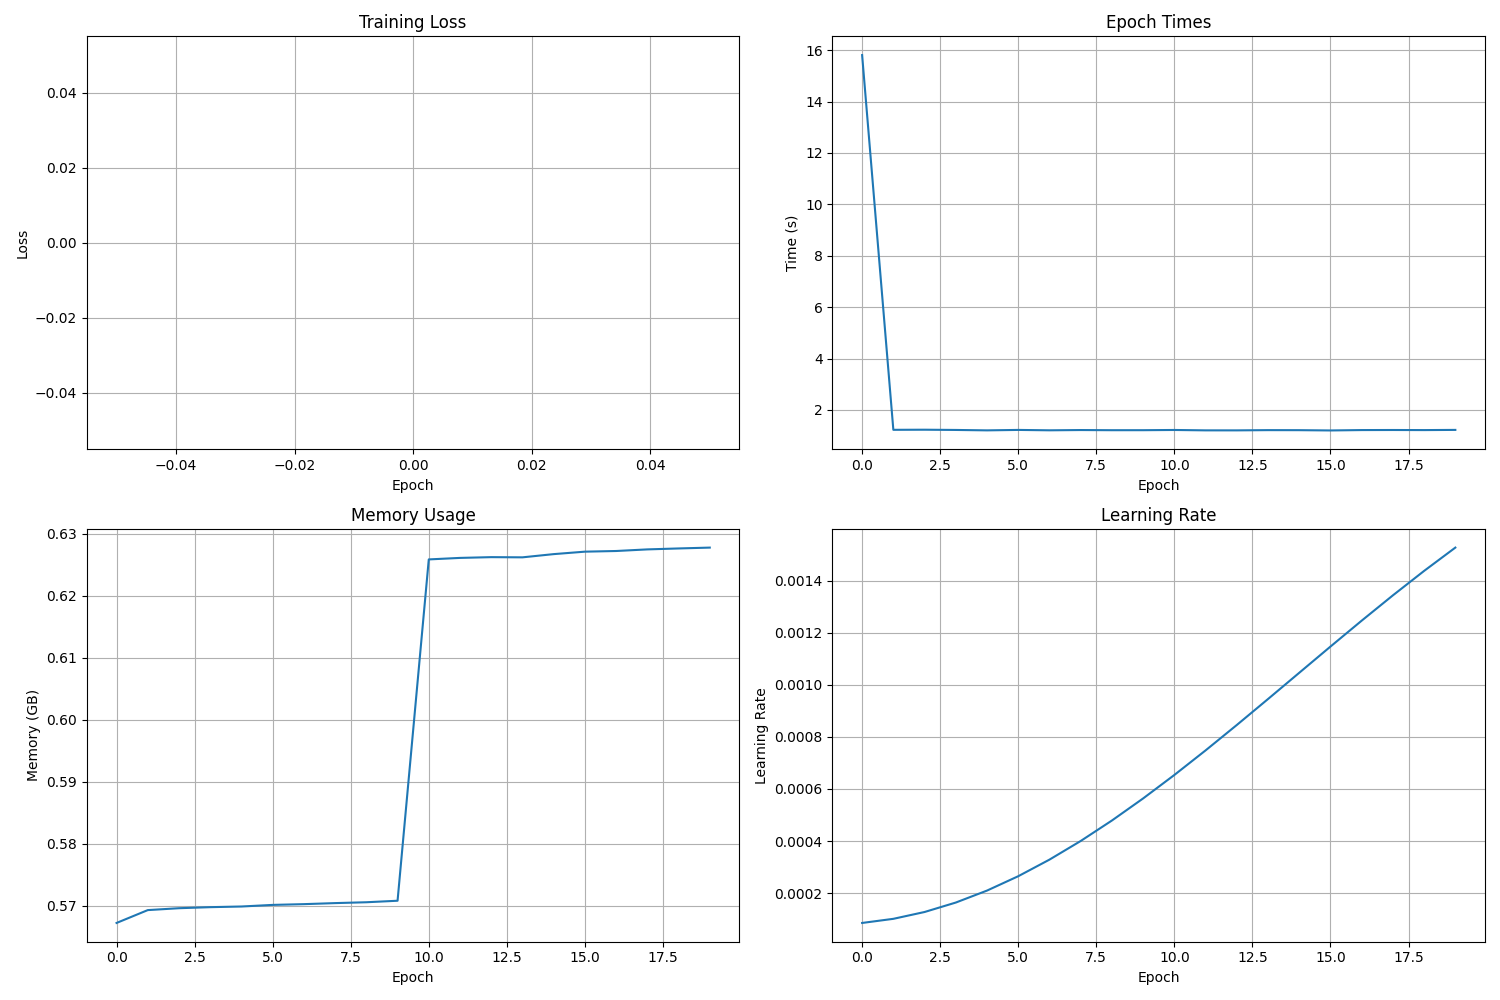 Training Loss
0.04
0.02
0.00
−0.02
−0.04
Loss
−0.04 −0.02 0.00 0.02 0.04
Epoch
Epoch Times
16
14
12
10
8
6
4
2
Time (s)
0.0 2.5 5.0 7.5 10.0 12.5 15.0 17.5
Epoch
Memory Usage
0.63
0.62
0.61
0.60
0.59
0.58
0.57
Memory (GB)
0.0 2.5 5.0 7.5 10.0 12.5 15.0 17.5
Epoch
Learning Rate
0.0014
0.0012
0.0010
0.0008
0.0006
0.0004
0.0002
Learning Rate
0.0 2.5 5.0 7.5 10.0 12.5 15.0 17.5
Epoch